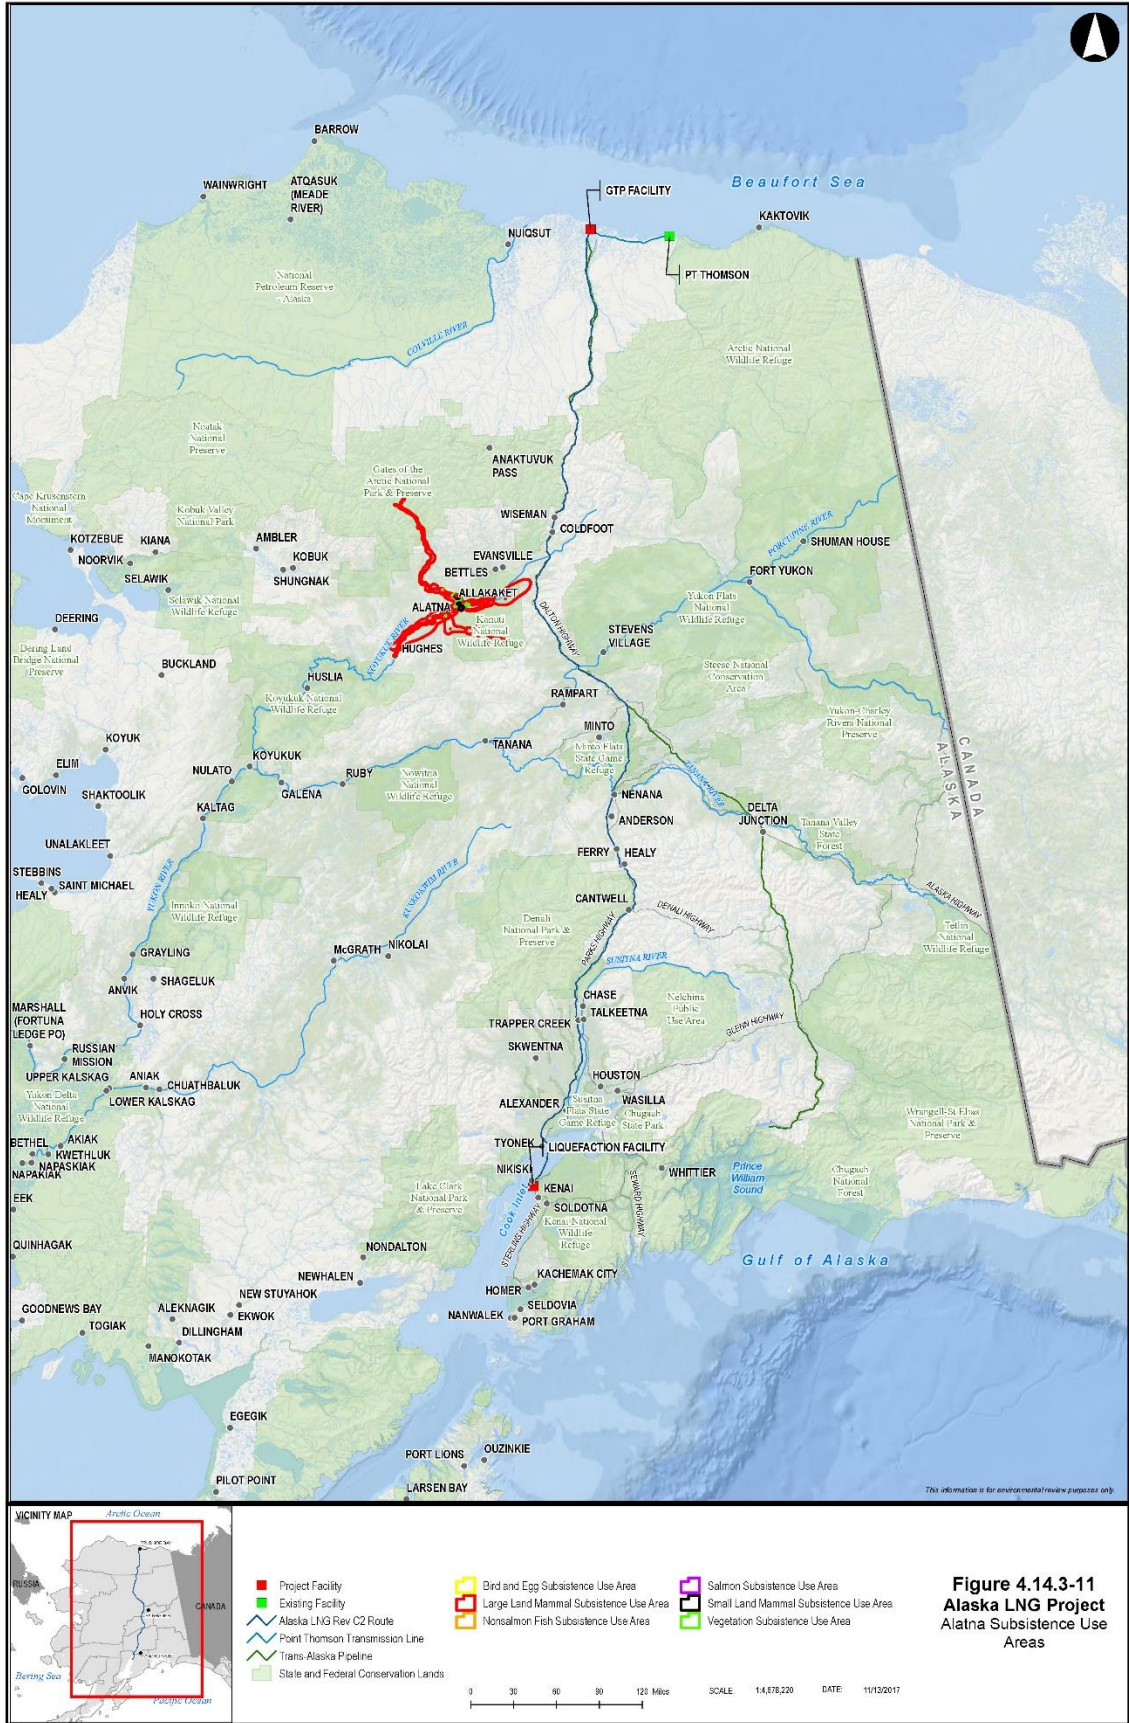 BARROW
WAINWRIGHT
ATQASUK
(MEADE
RIVER)
Beaufort Sea
GTP FACILITY
KAKTOVIK
NUIQSUT
PT THOMSON
National
Petroleum Reserve
- Alaska
COLVILLE RIVER
Arctic National
Wildlife Refuge
Noatak
National
Preserve
ANAKTUVUK
PASS
Gates of the
Arctic National
Park & Preserve
Cape Krusenstern
National
Monument
Kobuk Valley
National Park
WISEMAN
COLDFOOT
PORCUPINE RIVER
KOTZEBUE
KIANA
AMBLER
SHUMAN HOUSE
NOORVIK
KOBUK
EVANSVILLE
SHUNGNAK
BETTLES
FORT YUKON
SELAWIK
ALLAKAKET
Selawik National
Wildlife Refuge
ALATNA
Yukon Flats
National
Wildlife Refuge
DEERING
Kanuti
National
Wildlife Refuge
DALTON HIGHWAY
STEVENS
VILLAGE
Bering Land
Bridge National
Preserve
KOYUKUK RIVER
HUGHES
BUCKLAND
Steese National
Conservation
Area
HUSLIA
Koyukuk National
Wildlife Refuge
RAMPART
Yukon-Charley
Rivers National
Preserve
MINTO
KOYUK
TANANA
Minto Flats
State Game
Refuge
CANADA
ALASKA
ELIM
KOYUKUK
NULATO
RUBY
Nowitna
National
Wildlife Refuge
TANANA RIVER
GOLOVIN
GALENA
NENANA
SHAKTOOLIK
KALTAG
DELTA
JUNCTION
ANDERSON
Tanana Valley
State
Forest
UNALAKLEET
FERRY
HEALY
STEBBINS
SAINT MICHAEL
HEALY
YUKON RIVER
KUSKOKWIM RIVER
ALASKA HIGHWAY
Innoko National
Wildlife Refuge
CANTWELL
DENALI HIGHWAY
Denali
National Park &
Preserve
Tetlin
National
Wildlife Refuge
PARKS HIGHWAY
GRAYLING
McGRATH
NIKOLAI
SUSITNA RIVER
ANVIK
SHAGELUK
CHASE
Nelchina
Public
Use Area
MARSHALL
(FORTUNA
LEDGE PO)
HOLY CROSS
TRAPPER CREEK
TALKEETNA
GLENN HIGHWAY
RUSSIAN
MISSION
SKWENTNA
UPPER KALSKAG
ANIAK
CHUATHBALUK
HOUSTON
LOWER KALSKAG
WASILLA
Yukon Delta
National
Wildlife Refuge
ALEXANDER
Susitna
Flats State
Game Refuge
Chugach
State Park
Wrangell-St Elias
National Park &
Preserve
AKIAK
BETHEL
KWETHLUK
TYONEK
LIQUEFACTION FACILITY
NAPASKIAK
NAPAKIAK
NIKISKI
WHITTIER
Prince
William
Sound
Chugach
National
Forest
KENAI
Lake Clark
National Park
& Preserve
Cook Inlet
SEWARD HIGHWAY
EEK
SOLDOTNA
Kenai National
Wildlife
Refuge
STERLING HIGHWAY
QUINHAGAK
NONDALTON
Gulf of Alaska
NEWHALEN
KACHEMAK CITY
HOMER
NEW STUYAHOK
SELDOVIA
GOODNEWS BAY
ALEKNAGIK
EKWOK
NANWALEK
PORT GRAHAM
TOGIAK
DILLINGHAM
MANOKOTAK
EGEGIK
PORT LIONS
OUZINKIE
PILOT POINT
LARSEN BAY
This information is for environmental review purposes only.
VICINITY MAP
Arctic Ocean
RUSSIA
CANADA
Bering Sea
Pacific Ocean
Project Facility
Existing Facility
Alaska LNG Rev C2 Route
Point Thomson Transmission Line
Trans-Alaska Pipeline
State and Federal Conservation Lands
Bird and Egg Subsistence Use Area
Large Land Mammal Subsistence Use Area
Nonsalmon Fish Subsistence Use Area
Salmon Subsistence Use Area
Small Land Mammal Subsistence Use Area
Vegetation Subsistence Use Area
0 30 60 90 120 Miles
SCALE: 1:4,678,220
DATE: 11/13/2017
Figure 4.14.3-11
Alaska LNG Project
Alatna Subsistence Use
Areas